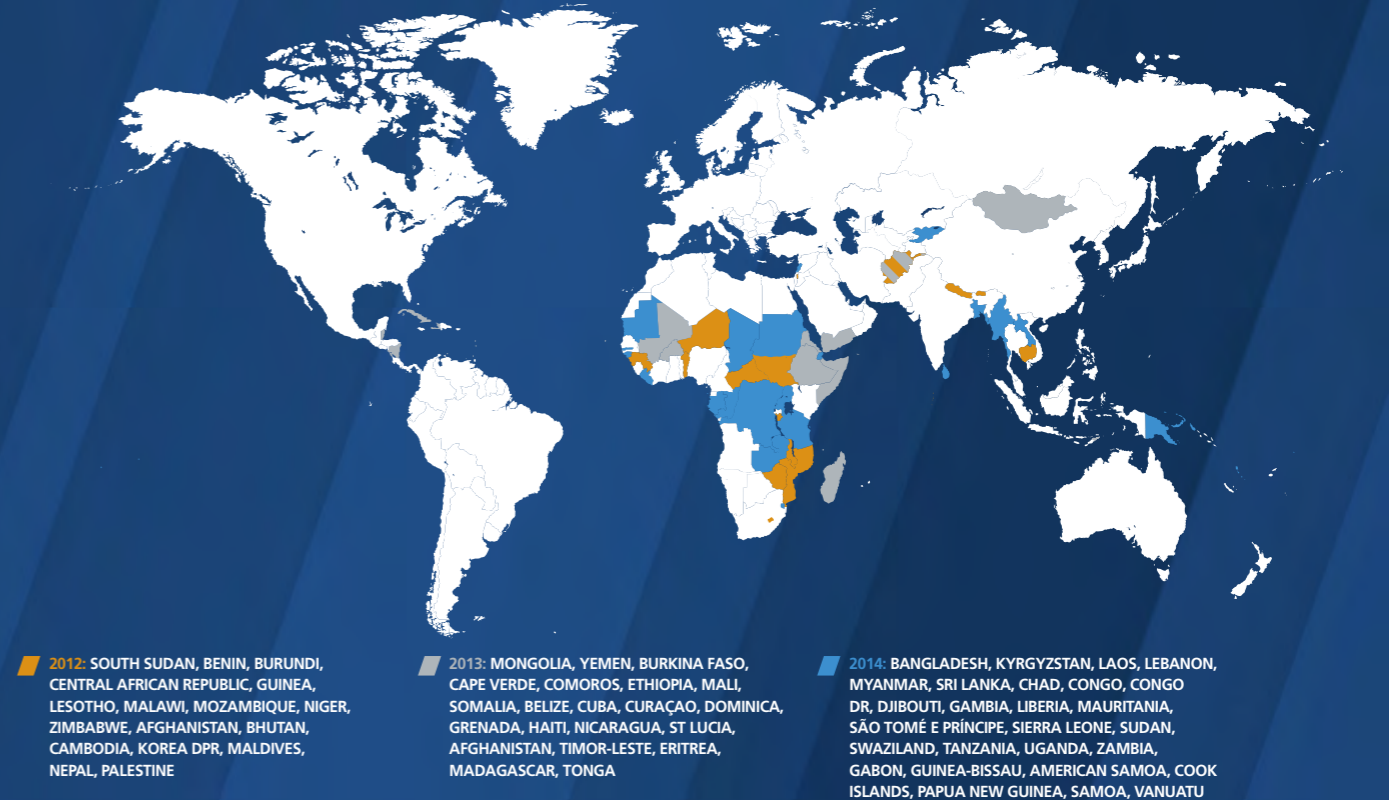 2012: SOUTH SUDAN, BENIN, BURUNDI,
CENTRAL AFRICAN REPUBLIC, GUINEA,
LESOTHO, MALAWI, MOZAMBIQUE, NIGER,
ZIMBABWE, AFGHANISTAN, BHUTAN,
CAMBODIA, KOREA DPR, MALDIVES,
NEPAL, PALESTINE
2013: MONGOLIA, YEMEN, BURKINA FASO,
CAPE VERDE, COMOROS, ETHIOPIA, MALI,
SOMALIA, BELIZE, CUBA, CURAÇAO, DOMINICA,
GRENADA, HAITI, NICARAGUA, ST LUCIA,
AFGHANISTAN, TIMOR-LESTE, ERITREA,
MADAGASCAR, TONGA
2014: BANGLADESH, KYRGYZSTAN, LAOS, LEBANON,
MYANMAR, SRI LANKA, CHAD, CONGO, CONGO
DR, DJIBOUTI, GAMBIA, LIBERIA, MAURITANIA,
SÃO TOMÉ E PRÍNCIPE, SIERRA LEONE, SUDAN,
SWAZILAND, TANZANIA, UGANDA, ZAMBIA,
GABON, GUINEA-BISSAU, AMERICAN SAMOA, COOK
ISLANDS, PAPUA NEW GUINEA, SAMOA, VANUATU